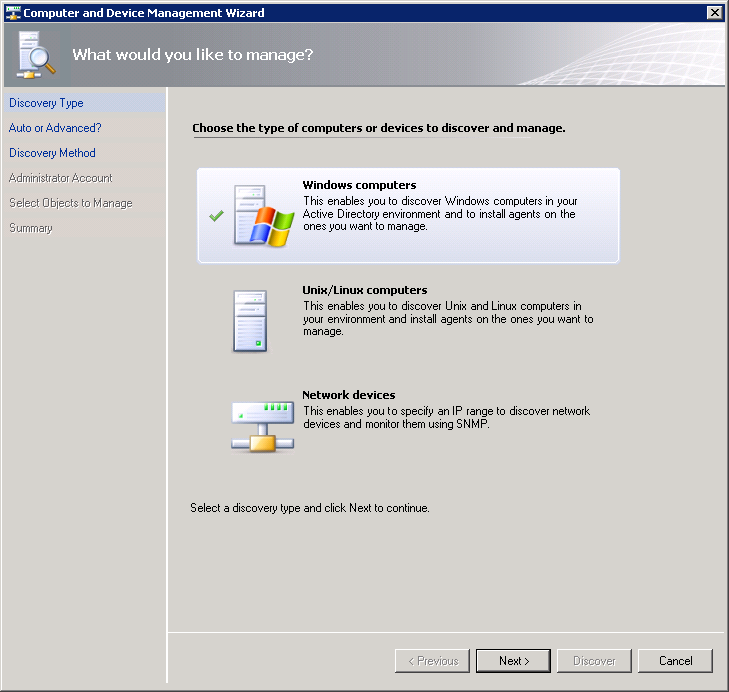 Computer and Device Management Wizard
What would you like to manage?
Discovery Type
Auto or Advanced?
Discovery Method
Administrator Account
Select Objects to Manage
Summary
Choose the type of computers or devices to discover and manage.
Windows computers
This enables you to discover Windows computers in your
Active Directory environment and to install agents on the
ones you want to manage.
Unix/Linux computers
This enables you to discover Unix and Linux computers in
your environment and install agents on the ones you want to
manage.
Network devices
This enables you to specify an IP range to discover network
devices and monitor them using SNMP.
Select a discovery type and click Next to continue.
< Previous
Next >
Discover
Cancel